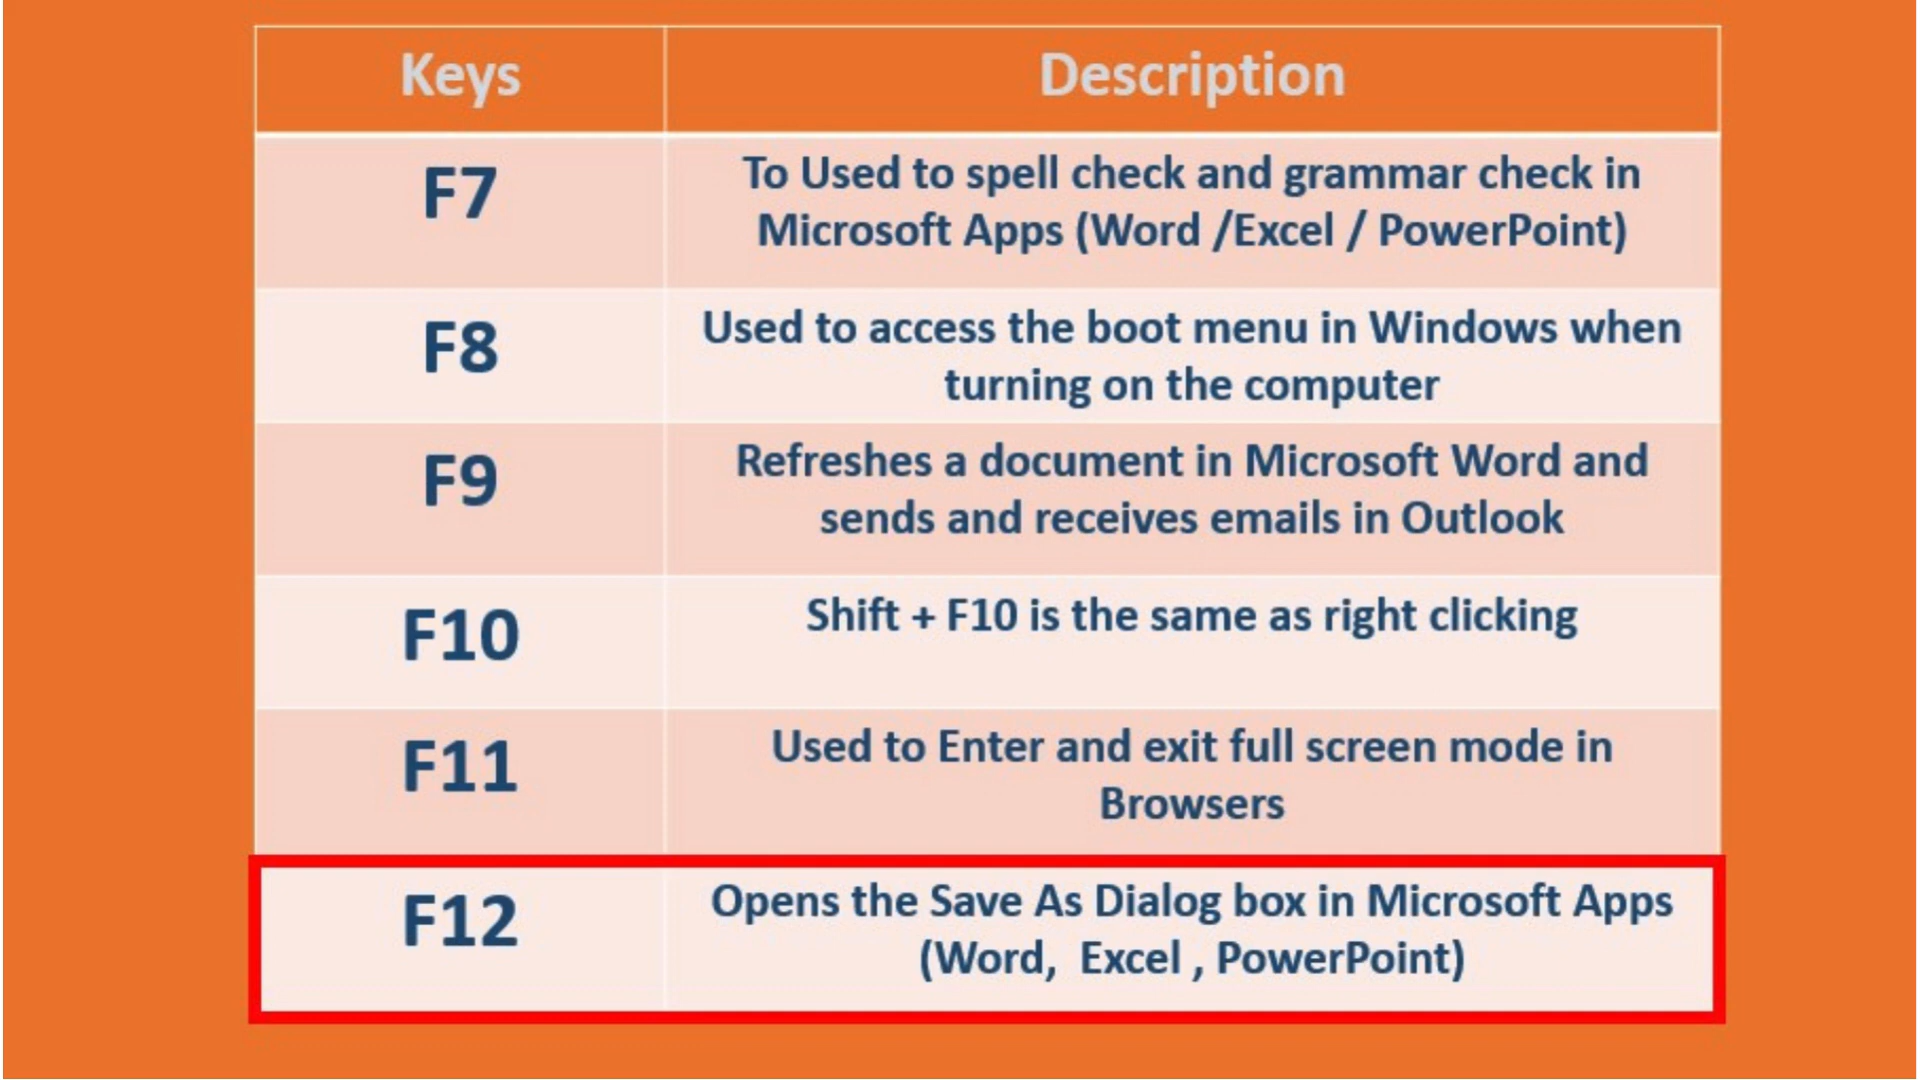 Keys Description
F7
To Used to spell check and grammar check in
Microsoft Apps (Word /Excel / PowerPoint)
F8
Used to access the boot menu in Windows when
turning on the computer
F9
Refreshes a document in Microsoft Word and
sends and receives emails in Outlook
F10
Shift + F10 is the same as right clicking
F11
Used to Enter and exit full screen mode in
Browsers
F12
Opens the Save As Dialog box in Microsoft Apps
(Word,  Excel , PowerPoint)